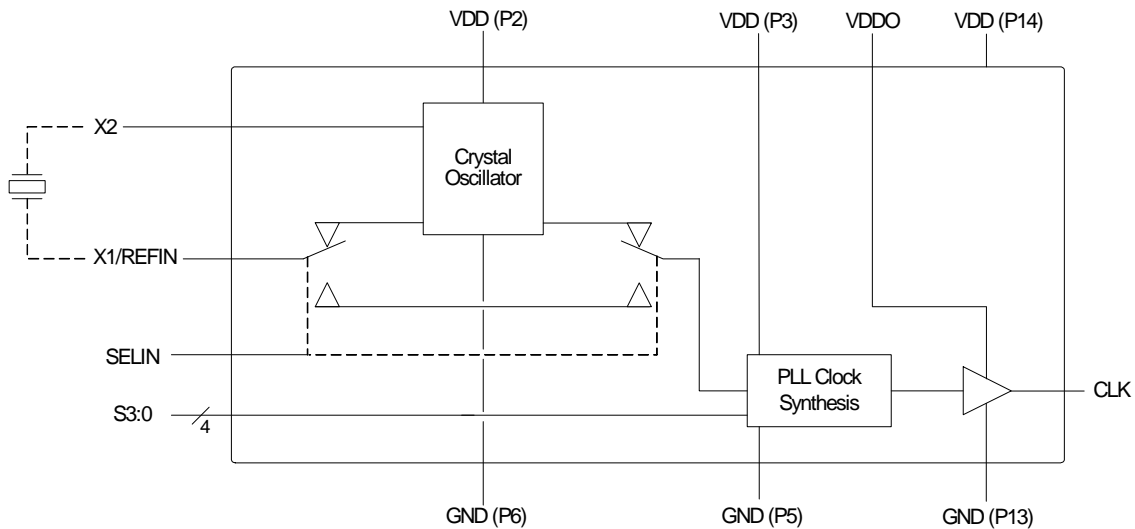 VDD (P2)
VDD (P3)
VDDO
VDD (P14)
X2
Crystal
Oscillator
X1/REFIN
SELIN
PLL Clock
Synthesis
CLK
S3:0
4
GND (P6)
GND (P5)
GND (P13)